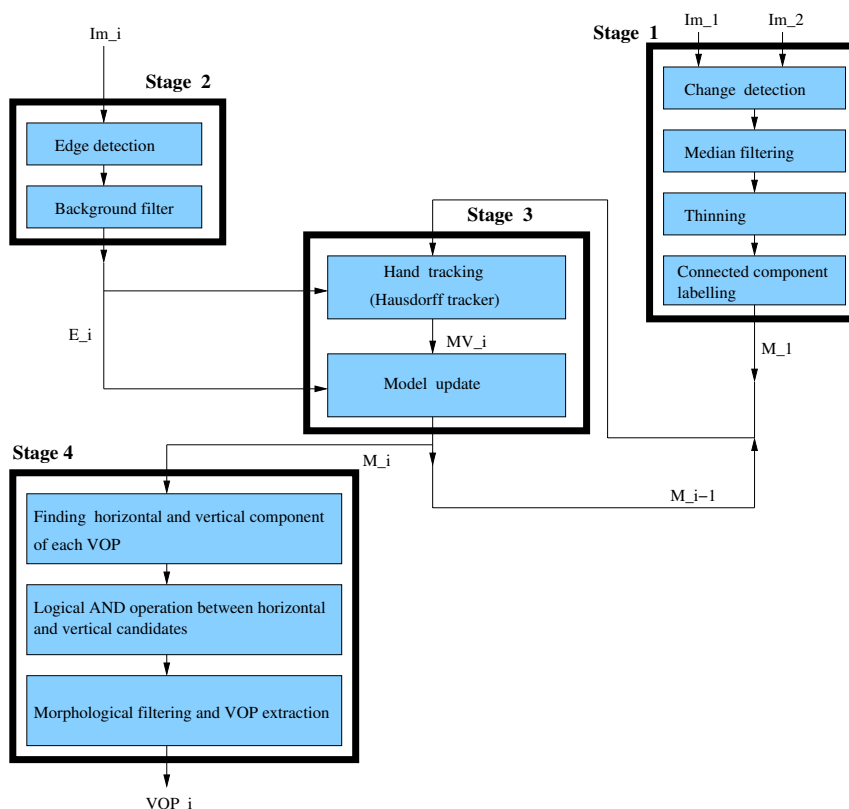 Im_i
Stage 2
Edge detection
Background filter
E_i
Im_1
Im_2
Stage 1
Change detection
Median filtering
Thinning
Connected component
labelling
M_1
Stage 3
Hand tracking
(Hausdorff tracker)
MV_i
Model update
M_i
M_i−1
Stage 4
Finding horizontal and vertical component
of each VOP
Logical AND operation between horizontal
and vertical candidates
Morphological filtering and VOP extraction
VOP_i